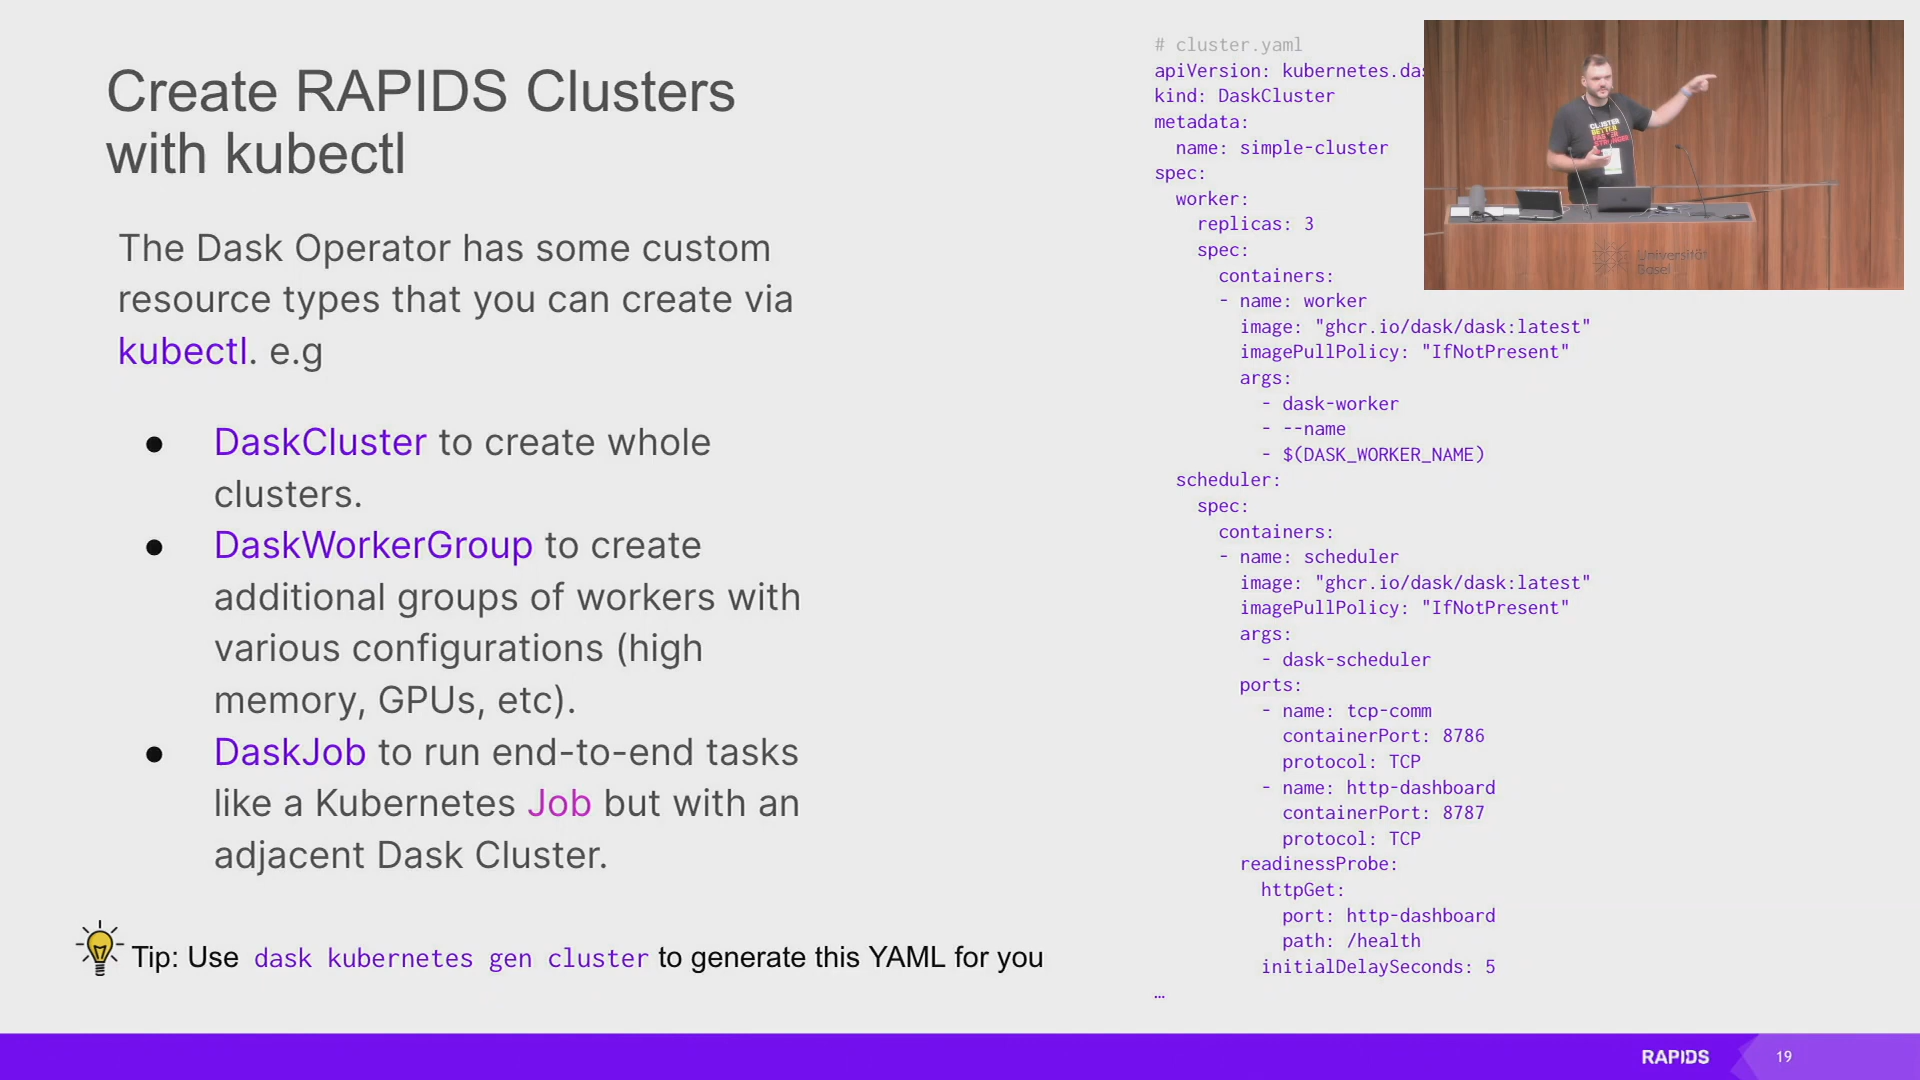 Create RAPIDS Clusters
with kubectl
The Dask Operator has some custom
resource types that you can create via
kubectl. e.g
● DaskCluster to create whole
clusters.
● DaskWorkerGroup to create
additional groups of workers with
various configurations (high
memory, GPUs, etc).
● DaskJob to run end-to-end tasks
like a Kubernetes Job but with an
adjacent Dask Cluster.
Tip: Use dask kubernetes gen cluster to generate this YAML for you
# cluster.yaml
apiVersion: kubernetes.das
kind: DaskCluster
metadata:
  name: simple-cluster
spec:
  worker:
    replicas: 3
    spec:
      containers:
      - name: worker
        image: "ghcr.io/dask/dask:latest"
        imagePullPolicy: "IfNotPresent"
        args:
          - dask-worker
          - --name
          - $(DASK_WORKER_NAME)
  scheduler:
    spec:
      containers:
      - name: scheduler
        image: "ghcr.io/dask/dask:latest"
        imagePullPolicy: "IfNotPresent"
        args:
          - dask-scheduler
        ports:
          - name: tcp-comm
            containerPort: 8786
            protocol: TCP
          - name: http-dashboard
            containerPort: 8787
            protocol: TCP
        readinessProbe:
          httpGet:
            port: http-dashboard
            path: /health
          initialDelaySeconds: 5
…
CLUSTER
BETTER
FASTER
STRONGER
Universität
Basel
RAPIDS
19